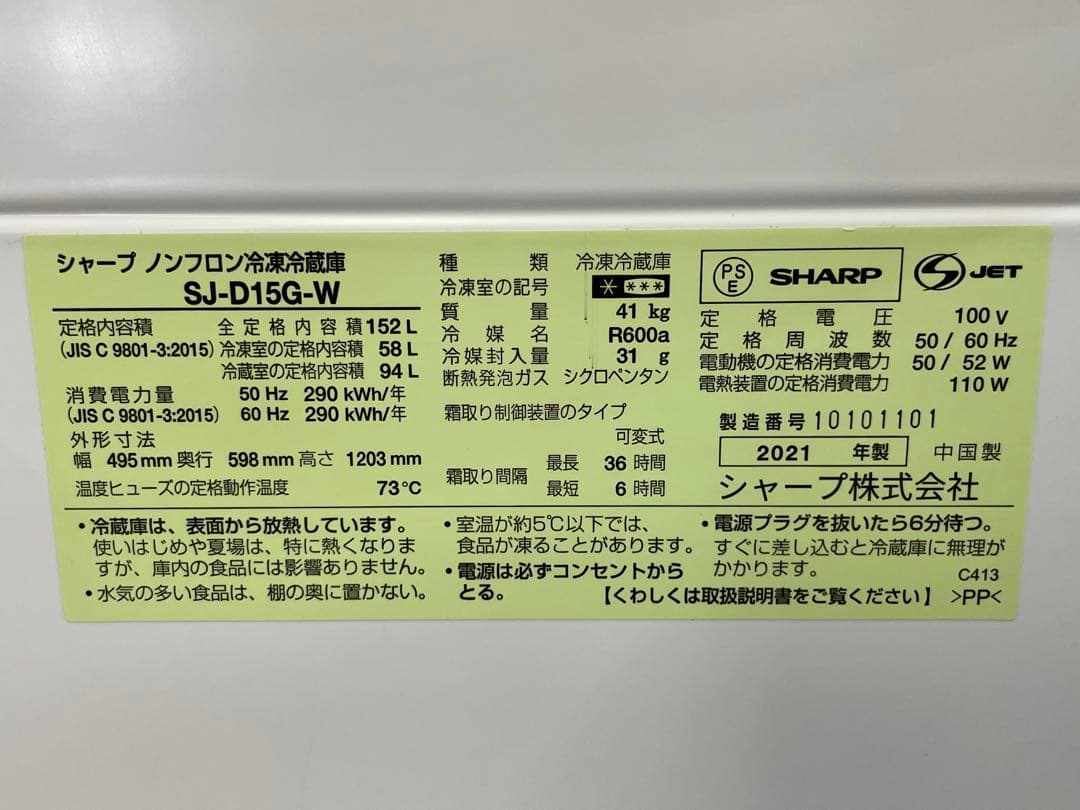 シャープ ノンフロン冷凍冷蔵庫
SJ-D15G-W
定格内容積 全定格内容積 152 L
(JIS C 9801-3:2015) 冷凍室の定格内容積 58 L
冷蔵室の定格内容積 94 L
消費電力量 50 Hz 290 kWh/年
(JIS C 9801-3:2015) 60 Hz 290 kWh/年
外形寸法
幅 495 mm 奥行 598 mm 高さ 1203 mm
温度ヒューズの定格動作温度 73 °C
種類 冷凍冷蔵庫
冷凍室の記号 * ***
質量 41 kg
冷媒名 R600a
冷媒封入量 31 g
断熱発泡ガス シクロペンタン
霜取り制御装置のタイプ
可変式
霜取り間隔 最長 36 時間
最短 6 時間
PSE SHARP S JET
定格電圧 100 V
定格周波数 50 / 60 Hz
電動機の定格消費電力 50 / 52 W
電熱装置の定格消費電力 110 W
製造番号 10101101
2021 年製 中国製
シャープ株式会社
・冷蔵庫は、表面から放熱しています。
使いはじめや夏場は、特に熱くなりま
すが、庫内の食品には影響ありません。
・水気の多い食品は、棚の奥に置かない。
・室温が約5℃以下では、
食品が凍ることがあります。
・電源は必ずコンセントから
とる。
・電源プラグを抜いたら6分待つ。
すぐに差し込むと冷蔵庫に無理が
かかります。 C413
【くわしくは取扱説明書をご覧ください】 >PP<